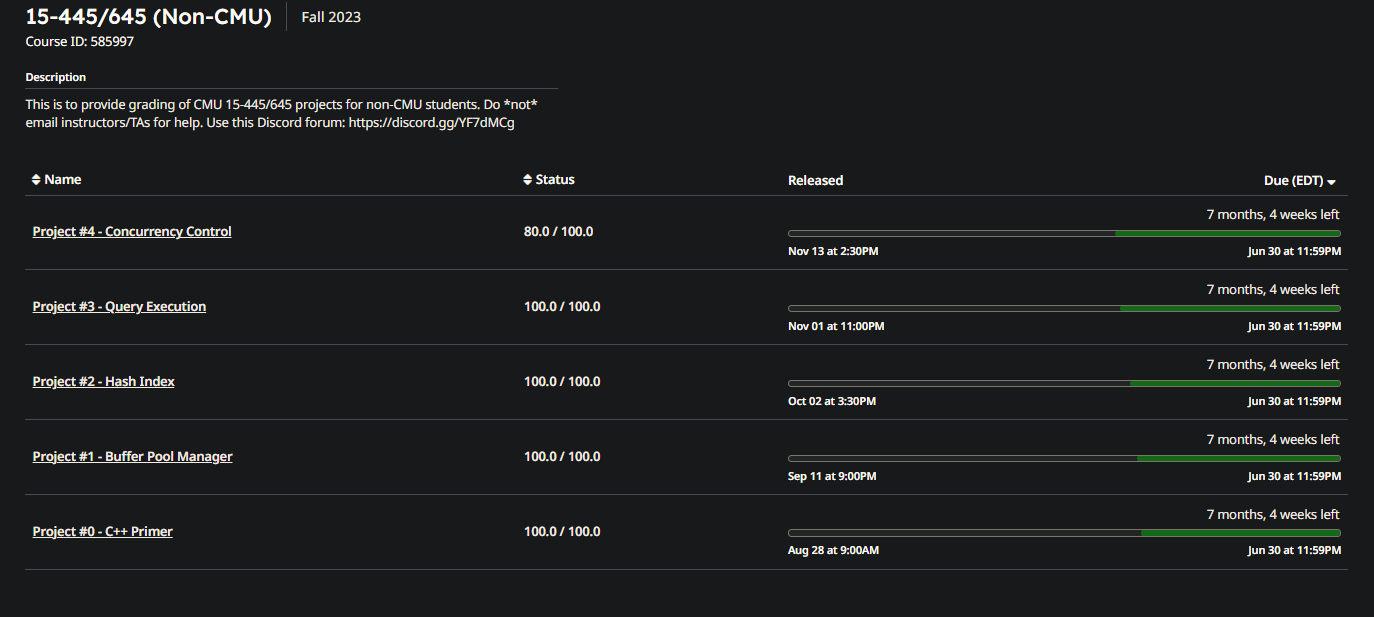 15-445/645 (Non-CMU) Fall 2023
Course ID: 585997
Description
This is to provide grading of CMU 15-445/645 projects for non-CMU students. Do *not*
email instructors/TAs for help. Use this Discord forum: https://discord.gg/YF7dMCg
Name Status Released Due (EDT)
7 months, 4 weeks left
Project #4 - Concurrency Control 80.0 / 100.0
Nov 13 at 2:30PM Jun 30 at 11:59PM
7 months, 4 weeks left
Project #3 - Query Execution 100.0 / 100.0
Nov 01 at 11:00PM Jun 30 at 11:59PM
7 months, 4 weeks left
Project #2 - Hash Index 100.0 / 100.0
Oct 02 at 3:30PM Jun 30 at 11:59PM
7 months, 4 weeks left
Project #1 - Buffer Pool Manager 100.0 / 100.0
Sep 11 at 9:00PM Jun 30 at 11:59PM
7 months, 4 weeks left
Project #0 - C++ Primer 100.0 / 100.0
Aug 28 at 9:00AM Jun 30 at 11:59PM